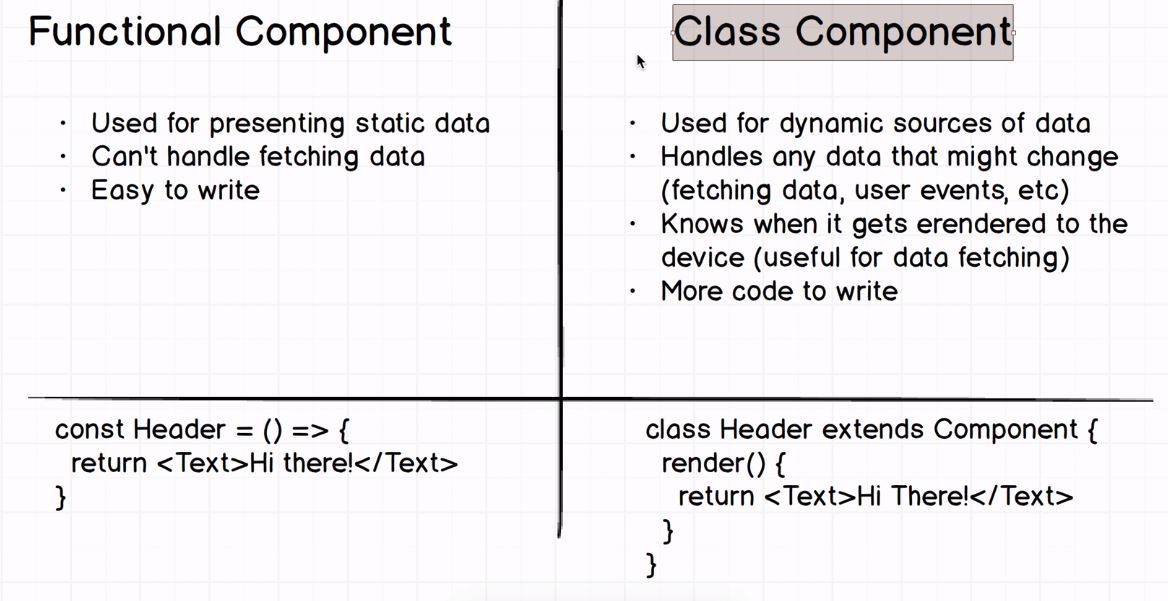 Functional Component
· Used for presenting static data
· Can't handle fetching data
· Easy to write
const Header = () => {
return <Text>Hi there!</Text>
}
Class Component
· Used for dynamic sources of data
· Handles any data that might change
(fetching data, user events, etc)
· Knows when it gets erendered to the
device (useful for data fetching)
· More code to write
class Header extends Component {
render() {
return <Text>Hi There!</Text>
}
}